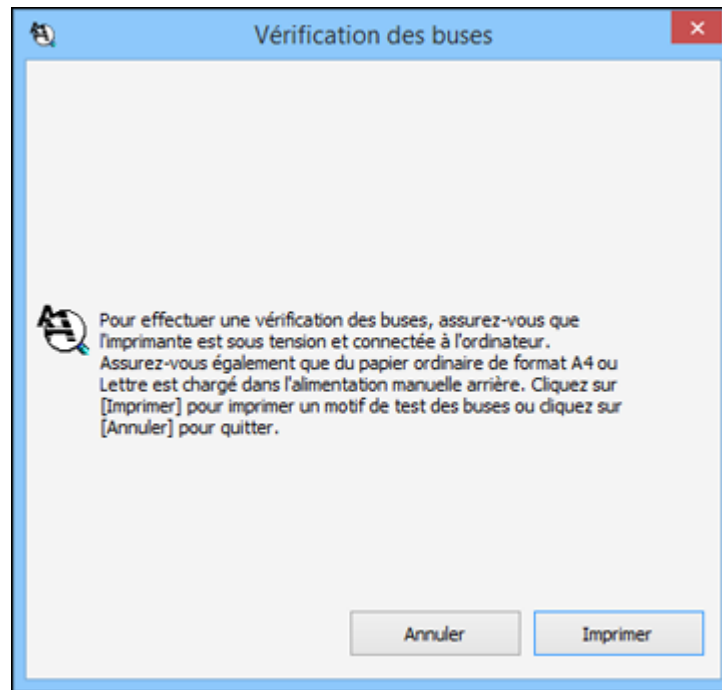 Vérification des buses
Pour effectuer une vérification des buses, assurez-vous que
l'imprimante est sous tension et connectée à l'ordinateur.
Assurez-vous également que du papier ordinaire de format A4 ou
Lettre est chargé dans l'alimentation manuelle arrière. Cliquez sur
[Imprimer] pour imprimer un motif de test des buses ou cliquez sur
[Annuler] pour quitter.
Annuler
Imprimer